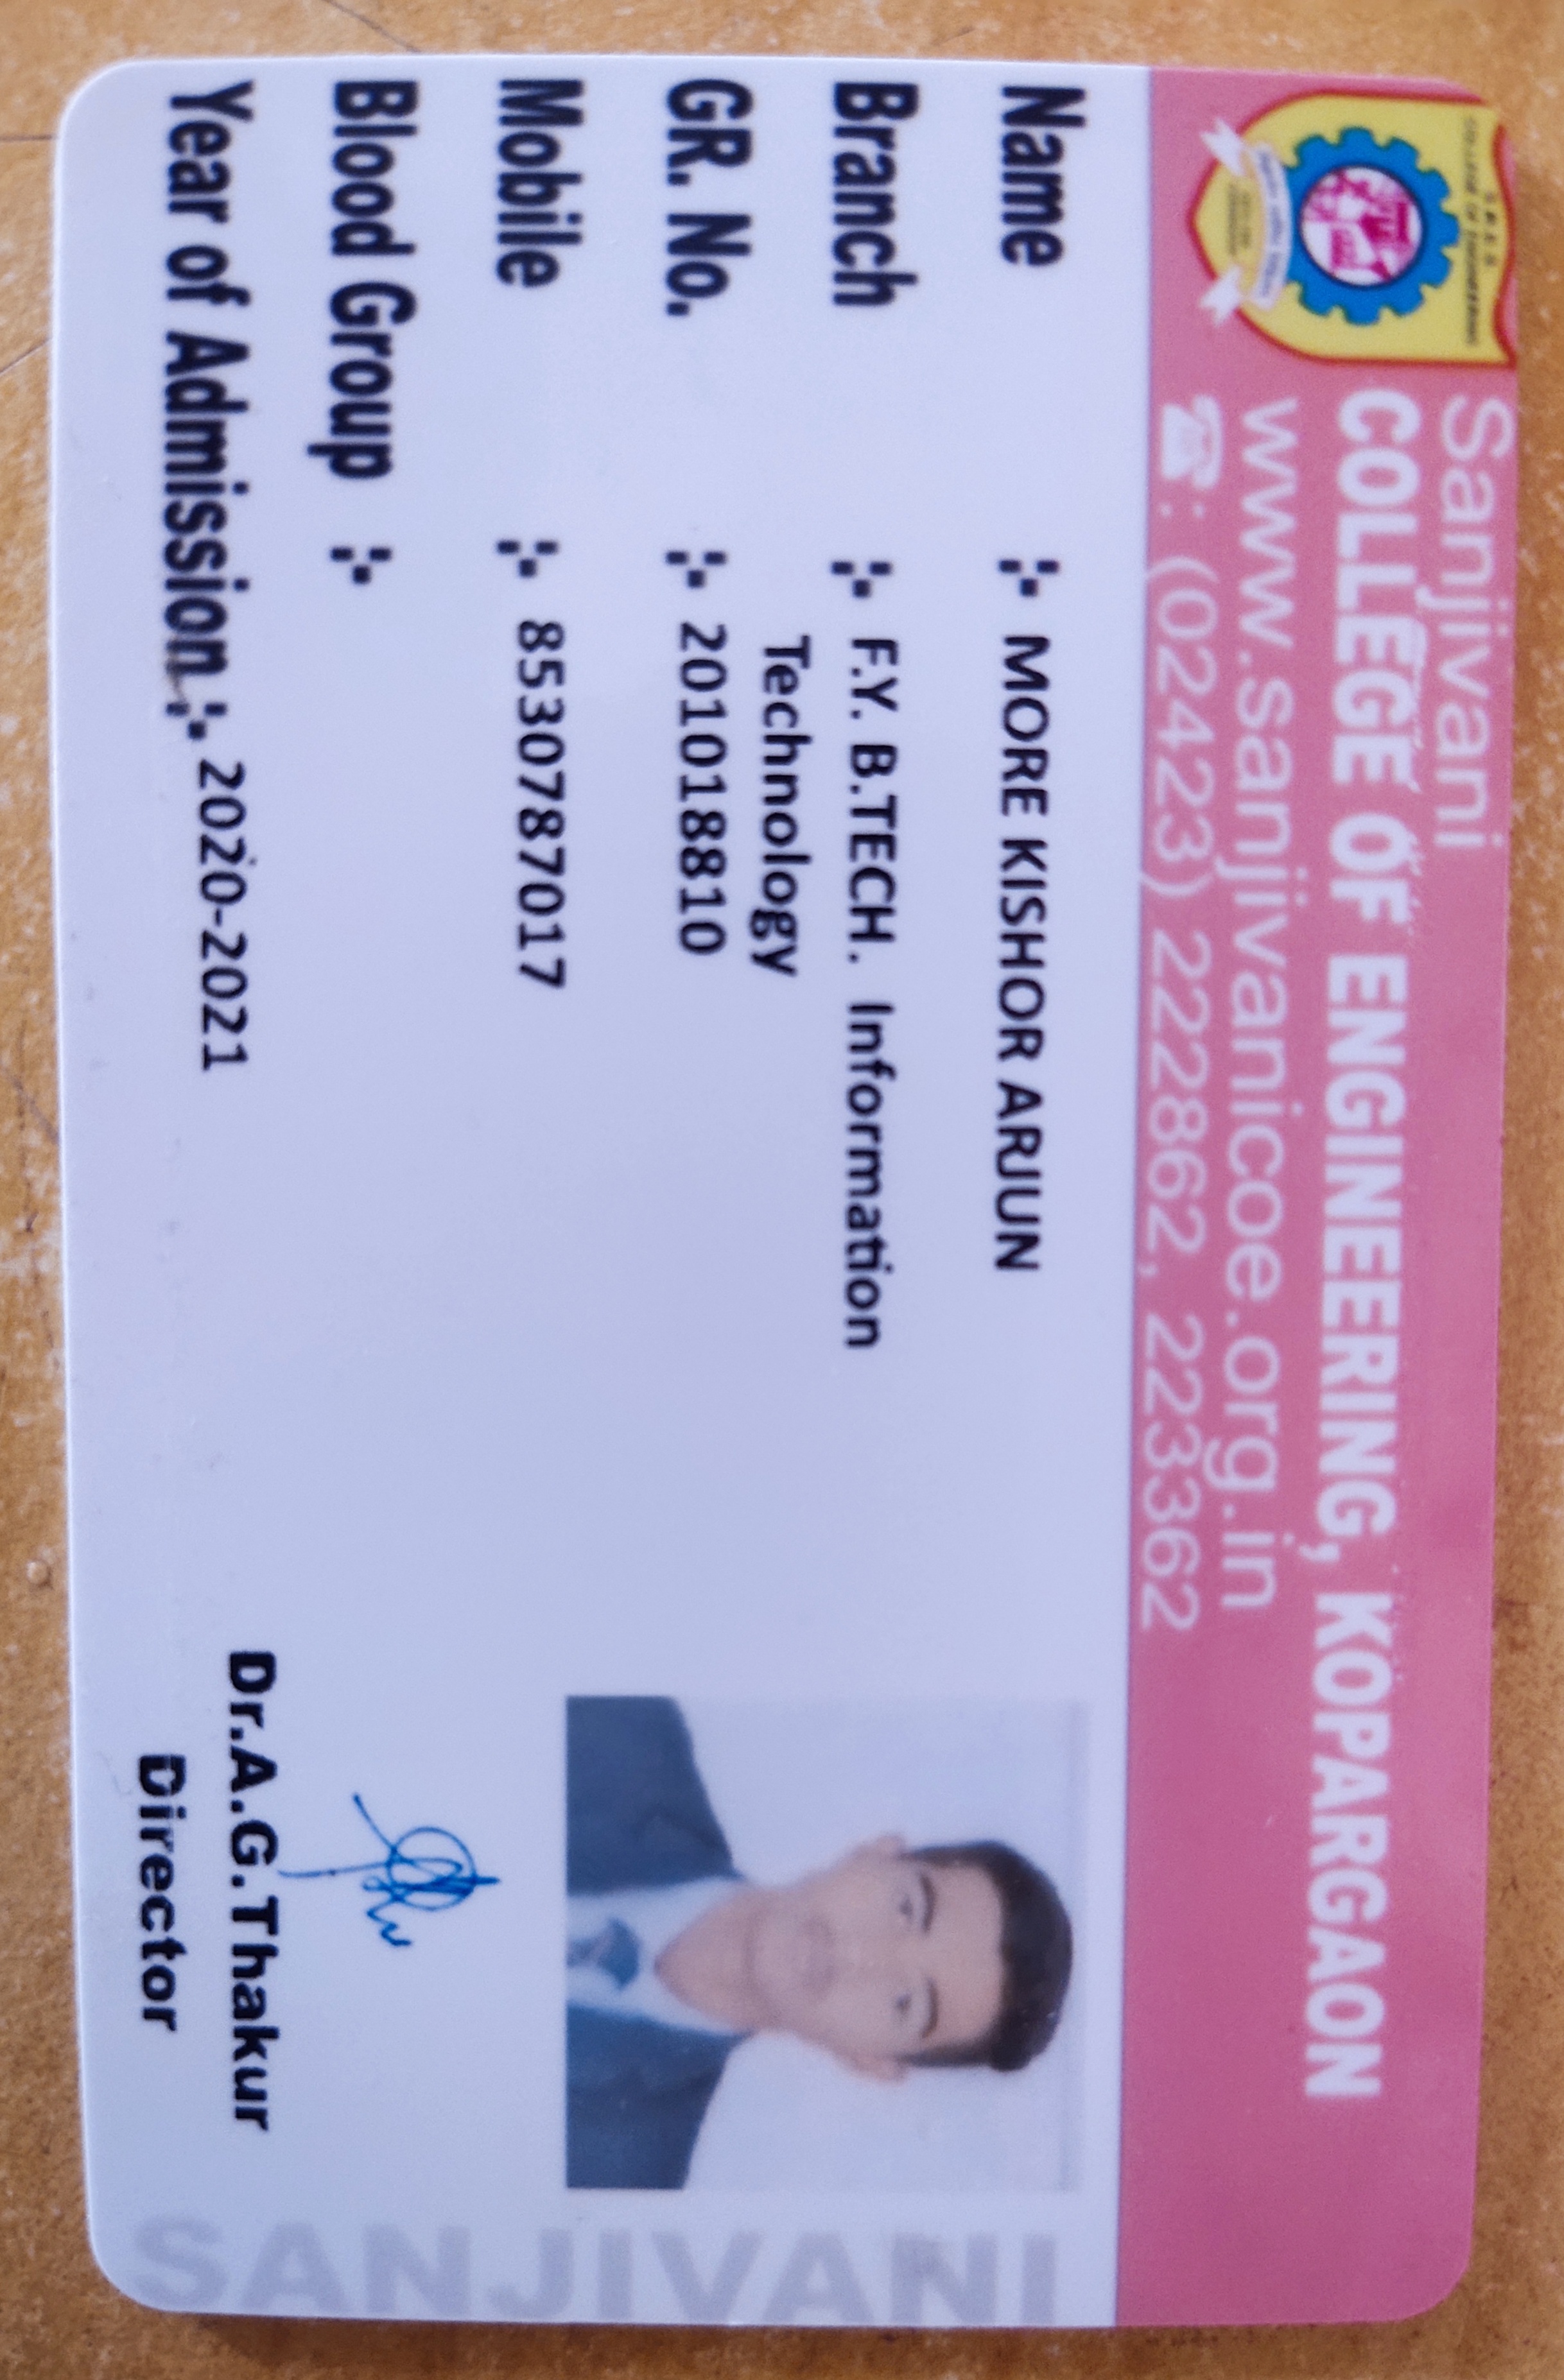 Sanjivani
COLLEGE OF ENGINEERING, KOPARGAON
www.sanjivanicoe.org.in
☎: (02423) 222862, 223362
Name : MORE KISHOR ARJUN
Branch : F.Y. B.TECH. Information
Technology
GR. No. : 201018810
Mobile : 8530787017
Blood Group :
Year of Admission : 2020-2021
Dr.A.G.Thakur
Director
SANJIVANI